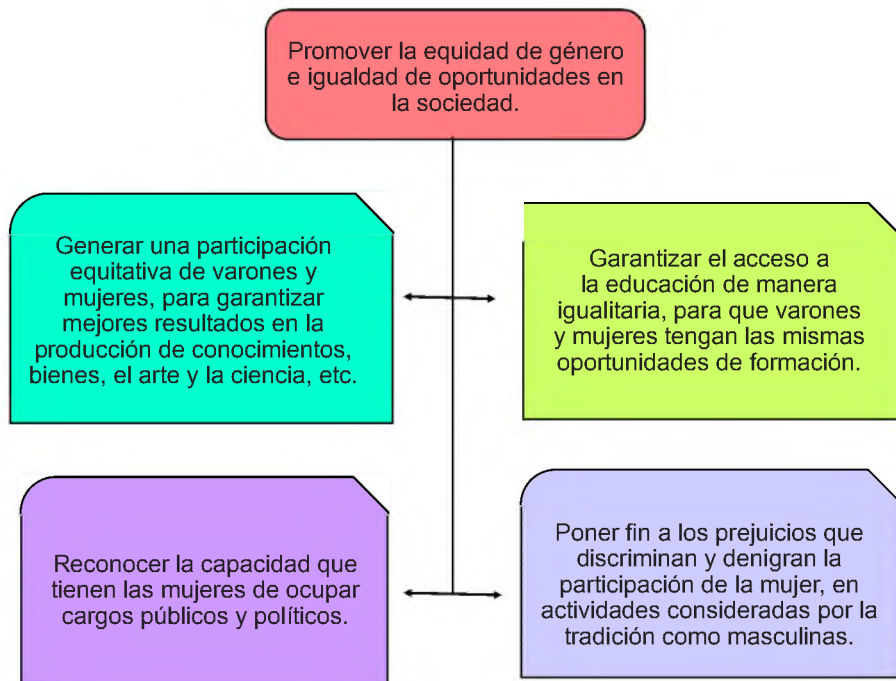 Promover la equidad de género
e igualdad de oportunidades en
la sociedad.
Generar una participación
equitativa de varones y
mujeres, para garantizar
mejores resultados en la
producción de conocimientos,
bienes, el arte y la ciencia, etc.
Garantizar el acceso a
la educación de manera
igualitaria, para que varones
y mujeres tengan las mismas
oportunidades de formación.
Reconocer la capacidad que
tienen las mujeres de ocupar
cargos públicos y políticos.
Poner fin a los prejuicios que
discriminan y denigran la
participación de la mujer, en
actividades consideradas por la
tradición como masculinas.